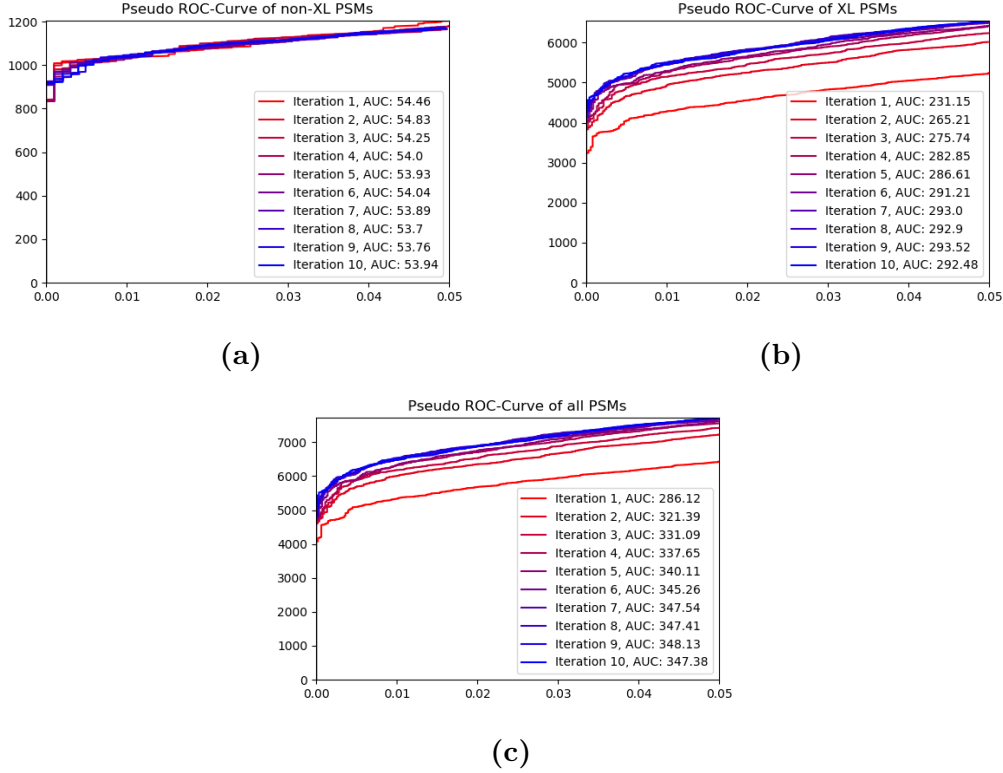 Pseudo ROC-Curve of non-XL PSMs
1200
1000
800
600
400
200
0
0.00 0.01 0.02 0.03 0.04 0.05
Iteration 1, AUC: 54.46
Iteration 2, AUC: 54.83
Iteration 3, AUC: 54.25
Iteration 4, AUC: 54.0
Iteration 5, AUC: 53.93
Iteration 6, AUC: 54.04
Iteration 7, AUC: 53.89
Iteration 8, AUC: 53.7
Iteration 9, AUC: 53.76
Iteration 10, AUC: 53.94
(a)
Pseudo ROC-Curve of XL PSMs
6000
5000
4000
3000
2000
1000
0
0.00 0.01 0.02 0.03 0.04 0.05
Iteration 1, AUC: 231.15
Iteration 2, AUC: 265.21
Iteration 3, AUC: 275.74
Iteration 4, AUC: 282.85
Iteration 5, AUC: 286.61
Iteration 6, AUC: 291.21
Iteration 7, AUC: 293.0
Iteration 8, AUC: 292.9
Iteration 9, AUC: 293.52
Iteration 10, AUC: 292.48
(b)
Pseudo ROC-Curve of all PSMs
7000
6000
5000
4000
3000
2000
1000
0
0.00 0.01 0.02 0.03 0.04 0.05
Iteration 1, AUC: 286.12
Iteration 2, AUC: 321.39
Iteration 3, AUC: 331.09
Iteration 4, AUC: 337.65
Iteration 5, AUC: 340.11
Iteration 6, AUC: 345.26
Iteration 7, AUC: 347.54
Iteration 8, AUC: 347.41
Iteration 9, AUC: 348.13
Iteration 10, AUC: 347.38
(c)